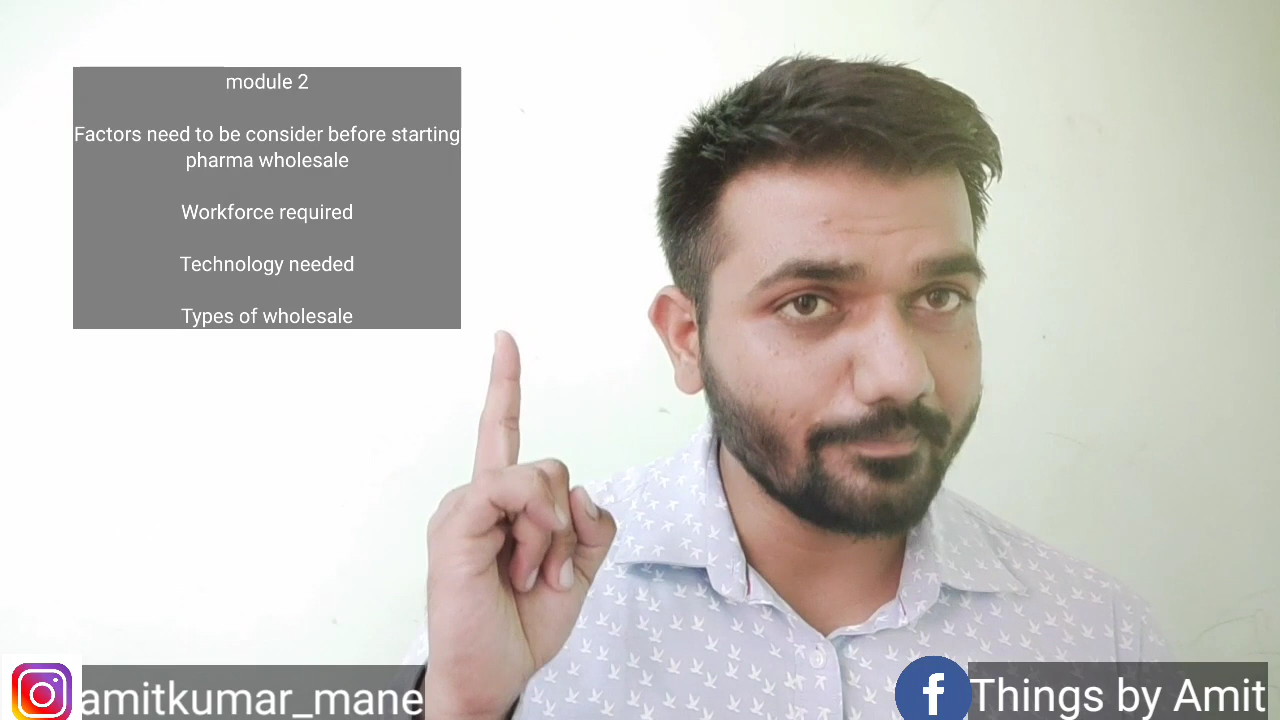 module 2
Factors need to be consider before starting
pharma wholesale
Workforce required
Technology needed
Types of wholesale
amitkumar_mane
Things by Amit